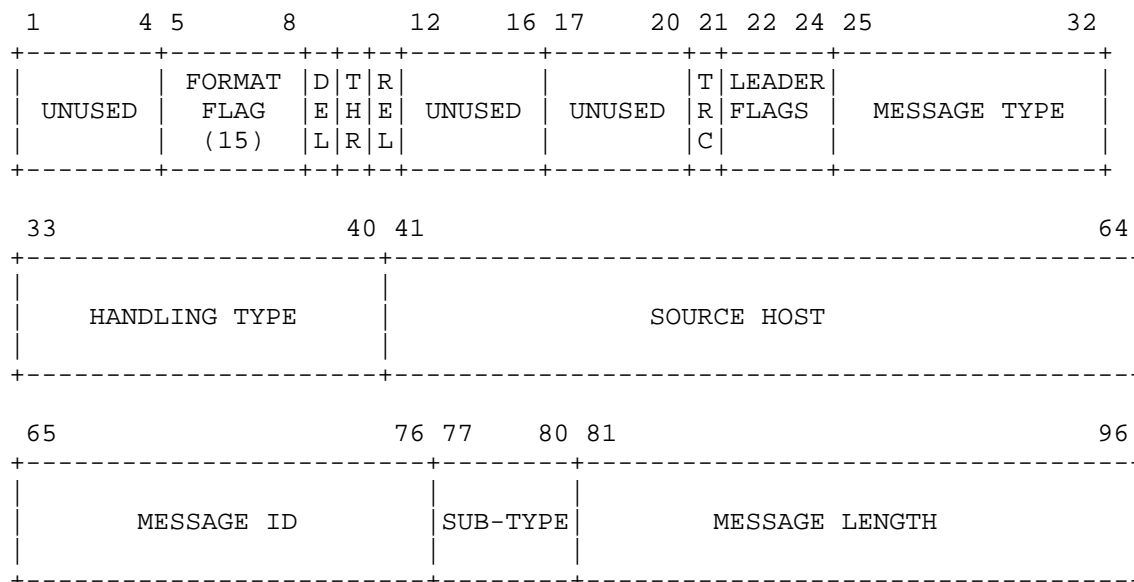 1 4 5 8 12 16 17 20 21 22 24 25 32
FORMAT D T R T LEADER
UNUSED FLAG E H E UNUSED UNUSED R FLAGS MESSAGE TYPE
(15) L R L C
33 40 41 64
HANDLING TYPE SOURCE HOST
65 76 77 80 81 96
MESSAGE ID SUB-TYPE MESSAGE LENGTH